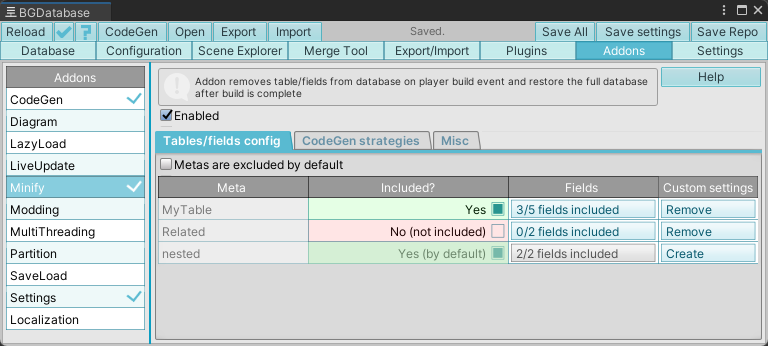 BGDatabase
Reload ? CodeGen Open Export Import Saved. Save All Save settings Save Repo
Database Configuration Scene Explorer Merge Tool Export/Import Plugins Addons Settings
Addons
CodeGen
Diagram
LazyLoad
LiveUpdate
Minify
Modding
MultiThreading
Partition
SaveLoad
Settings
Localization
Addon removes table/fields from database on player build event and restore the full database
after build is complete
Help
Enabled
Tables/fields config CodeGen strategies Misc
Metas are excluded by default
Meta Included? Fields Custom settings
MyTable Yes 3/5 fields included Remove
Related No (not included) 0/2 fields included Remove
nested Yes (by default) 2/2 fields included Create